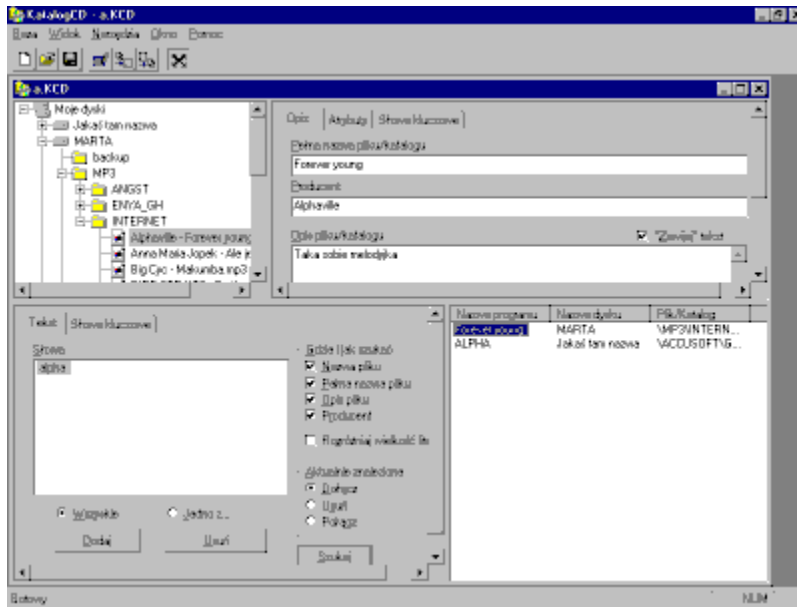 KatalogCD - a.KCD
Baza Widok Narzędzia Okno Pomoc
a.KCD
Moje dyski
Jakaś tam nazwa
MARTA
backup
MP3
ANGST
ENYA_GH
INTERNET
Alphaville - Forever young
Anna Maria Jopek - Ale je
Big Cyc - Makumba.mp3
Opis Atrybuty Słowa kluczowe
Pełna nazwa pliku/katalogu
Forever young
Producent
Alphaville
Opis pliku/katalogu "Zawijaj" tekst
Taka sobie melodyjka
Tekst Słowa kluczowe
Słowa
alpha
Wszystkie Jedno z...
Dodaj Usuń
Gdzie i jak szukać
Nazwa pliku
Pełna nazwa pliku
Opis pliku
Producent
Rozróżniaj wielkość lite
Aktualnie znalezione
Dołącz
Usuń
Połącz
Szukaj
Nazwa programu Nazwa dysku Plik/Katalog
Forever young MARTA \MP3\INTERN...
ALPHA Jakaś tam nazwa \ACDUSOFT\G...
Gotowy NUM